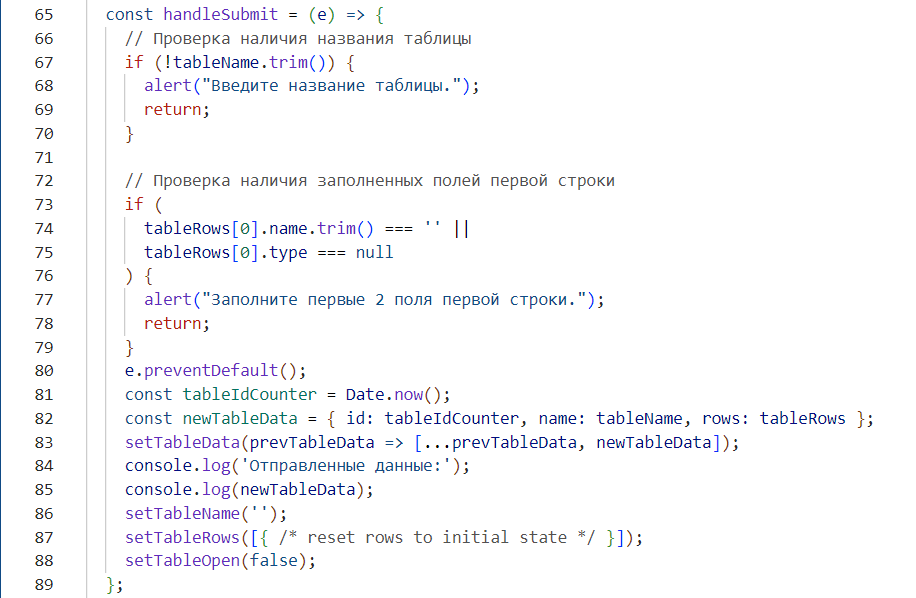 65 const handleSubmit = (e) => {
66 // Проверка наличия названия таблицы
67 if (!tableName.trim()) {
68 alert("Введите название таблицы.");
69 return;
70 }
71
72 // Проверка наличия заполненных полей первой строки
73 if (
74 tableRows[0].name.trim() === '' ||
75 tableRows[0].type === null
76 ) {
77 alert("Заполните первые 2 поля первой строки.");
78 return;
79 }
80 e.preventDefault();
81 const tableIdCounter = Date.now();
82 const newTableData = { id: tableIdCounter, name: tableName, rows: tableRows };
83 setTableData(prevTableData => [...prevTableData, newTableData]);
84 console.log('Отправленные данные:');
85 console.log(newTableData);
86 setTableName('');
87 setTableRows([{ /* reset rows to initial state */ }]);
88 setTableOpen(false);
89 };